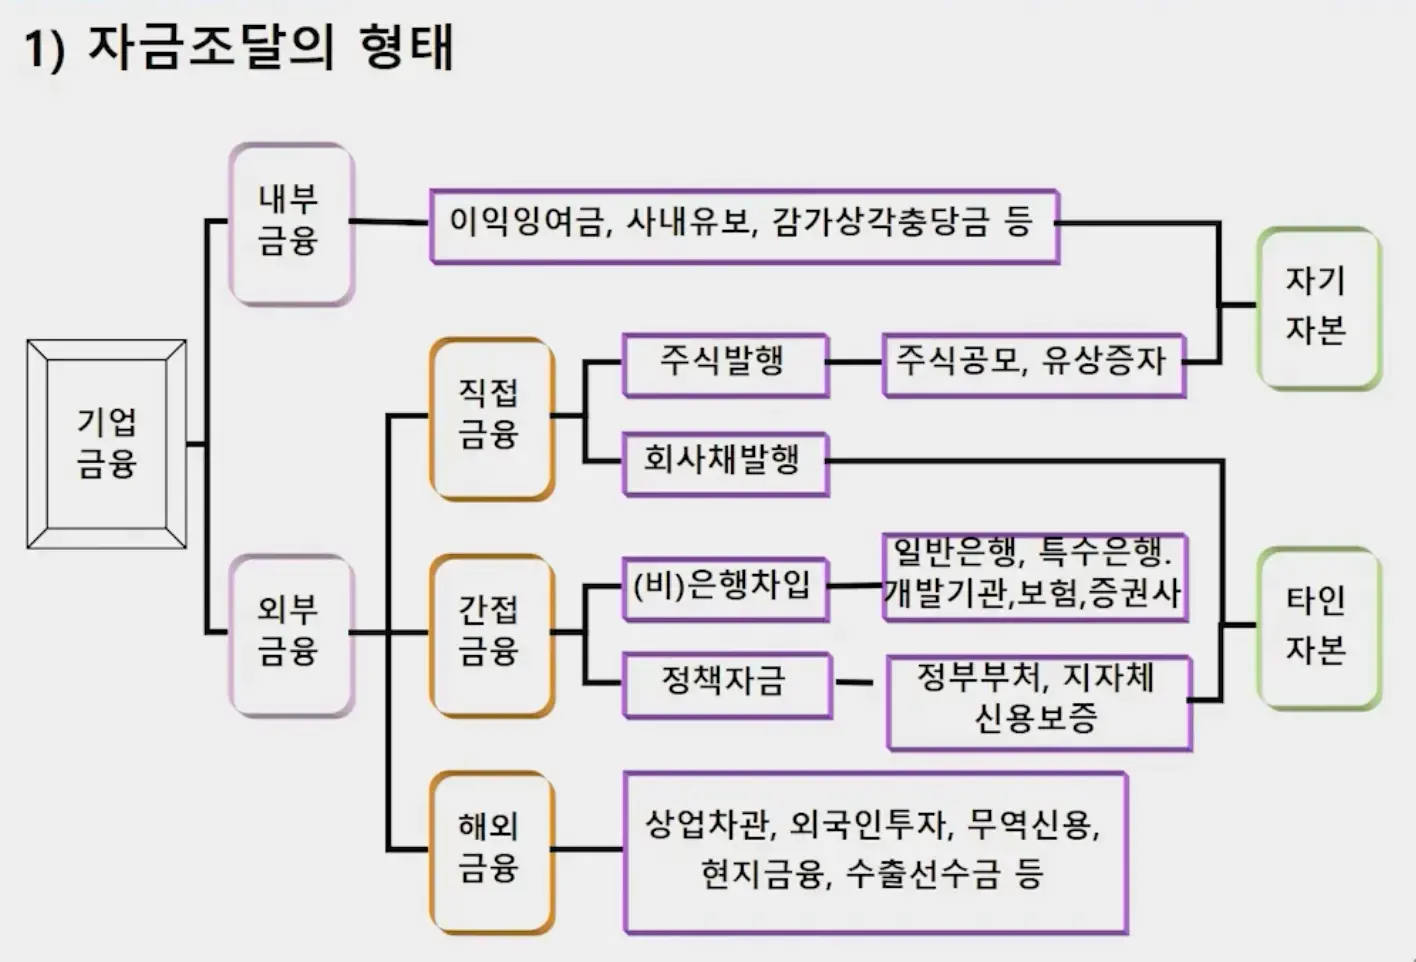 1) 자금조달의 형태
내부
금융
이익잉여금, 사내유보, 감가상각충당금 등
자기
자본
직접
금융
주식발행
주식공모, 유상증자
기업
금융
회사채발행
외부
금융
간접
금융
(비)은행차입
일반은행, 특수은행.
개발기관,보험,증권사
타인
자본
정책자금
정부부처, 지자체
신용보증
해외
금융
상업차관, 외국인투자, 무역신용,
현지금융, 수출선수금 등